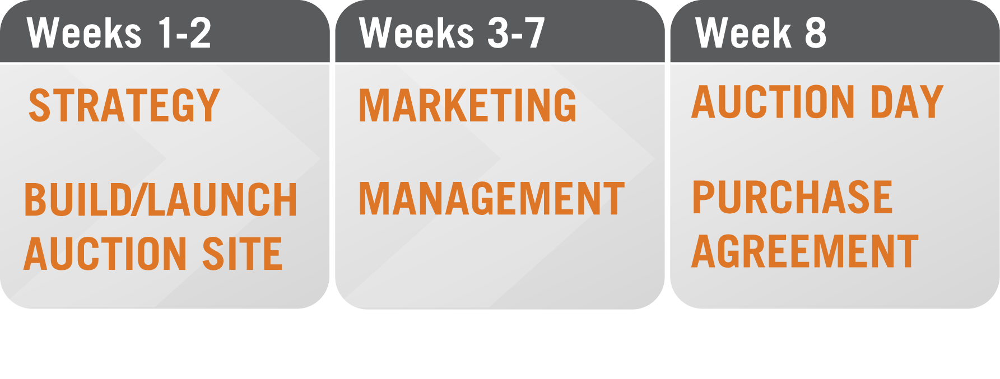 Weeks 1-2
STRATEGY
BUILD/LAUNCH
AUCTION SITE
Weeks 3-7
MARKETING
MANAGEMENT
Week 8
AUCTION DAY
PURCHASE
AGREEMENT